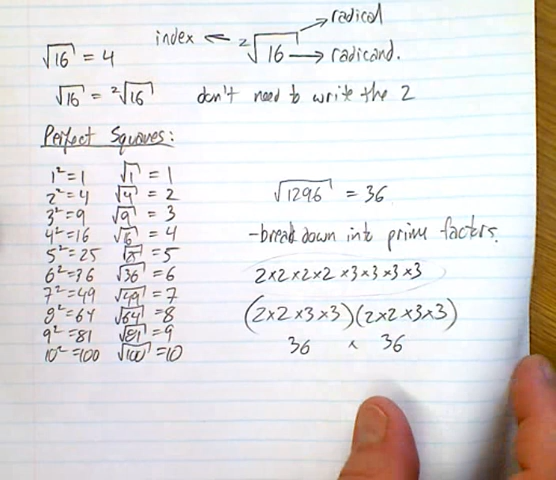 → radical
√16 = 4
index ← ²√16 → radicand.
√16 = ²√16 don't need to write the 2
Perfect Squares:
1²=1 √1 = 1
2²=4 √4 = 2
3²=9 √9 = 3
4²=16 √16 = 4
5²=25 √25 = 5
6²=36 √36 = 6
7²=49 √49 = 7
8²=64 √64 = 8
9²=81 √81 = 9
10²=100 √100 = 10
√1296 = 36
-break down into prime factors.
2×2×2×2×3×3×3×3
(2×2×3×3)(2×2×3×3)
36 × 36